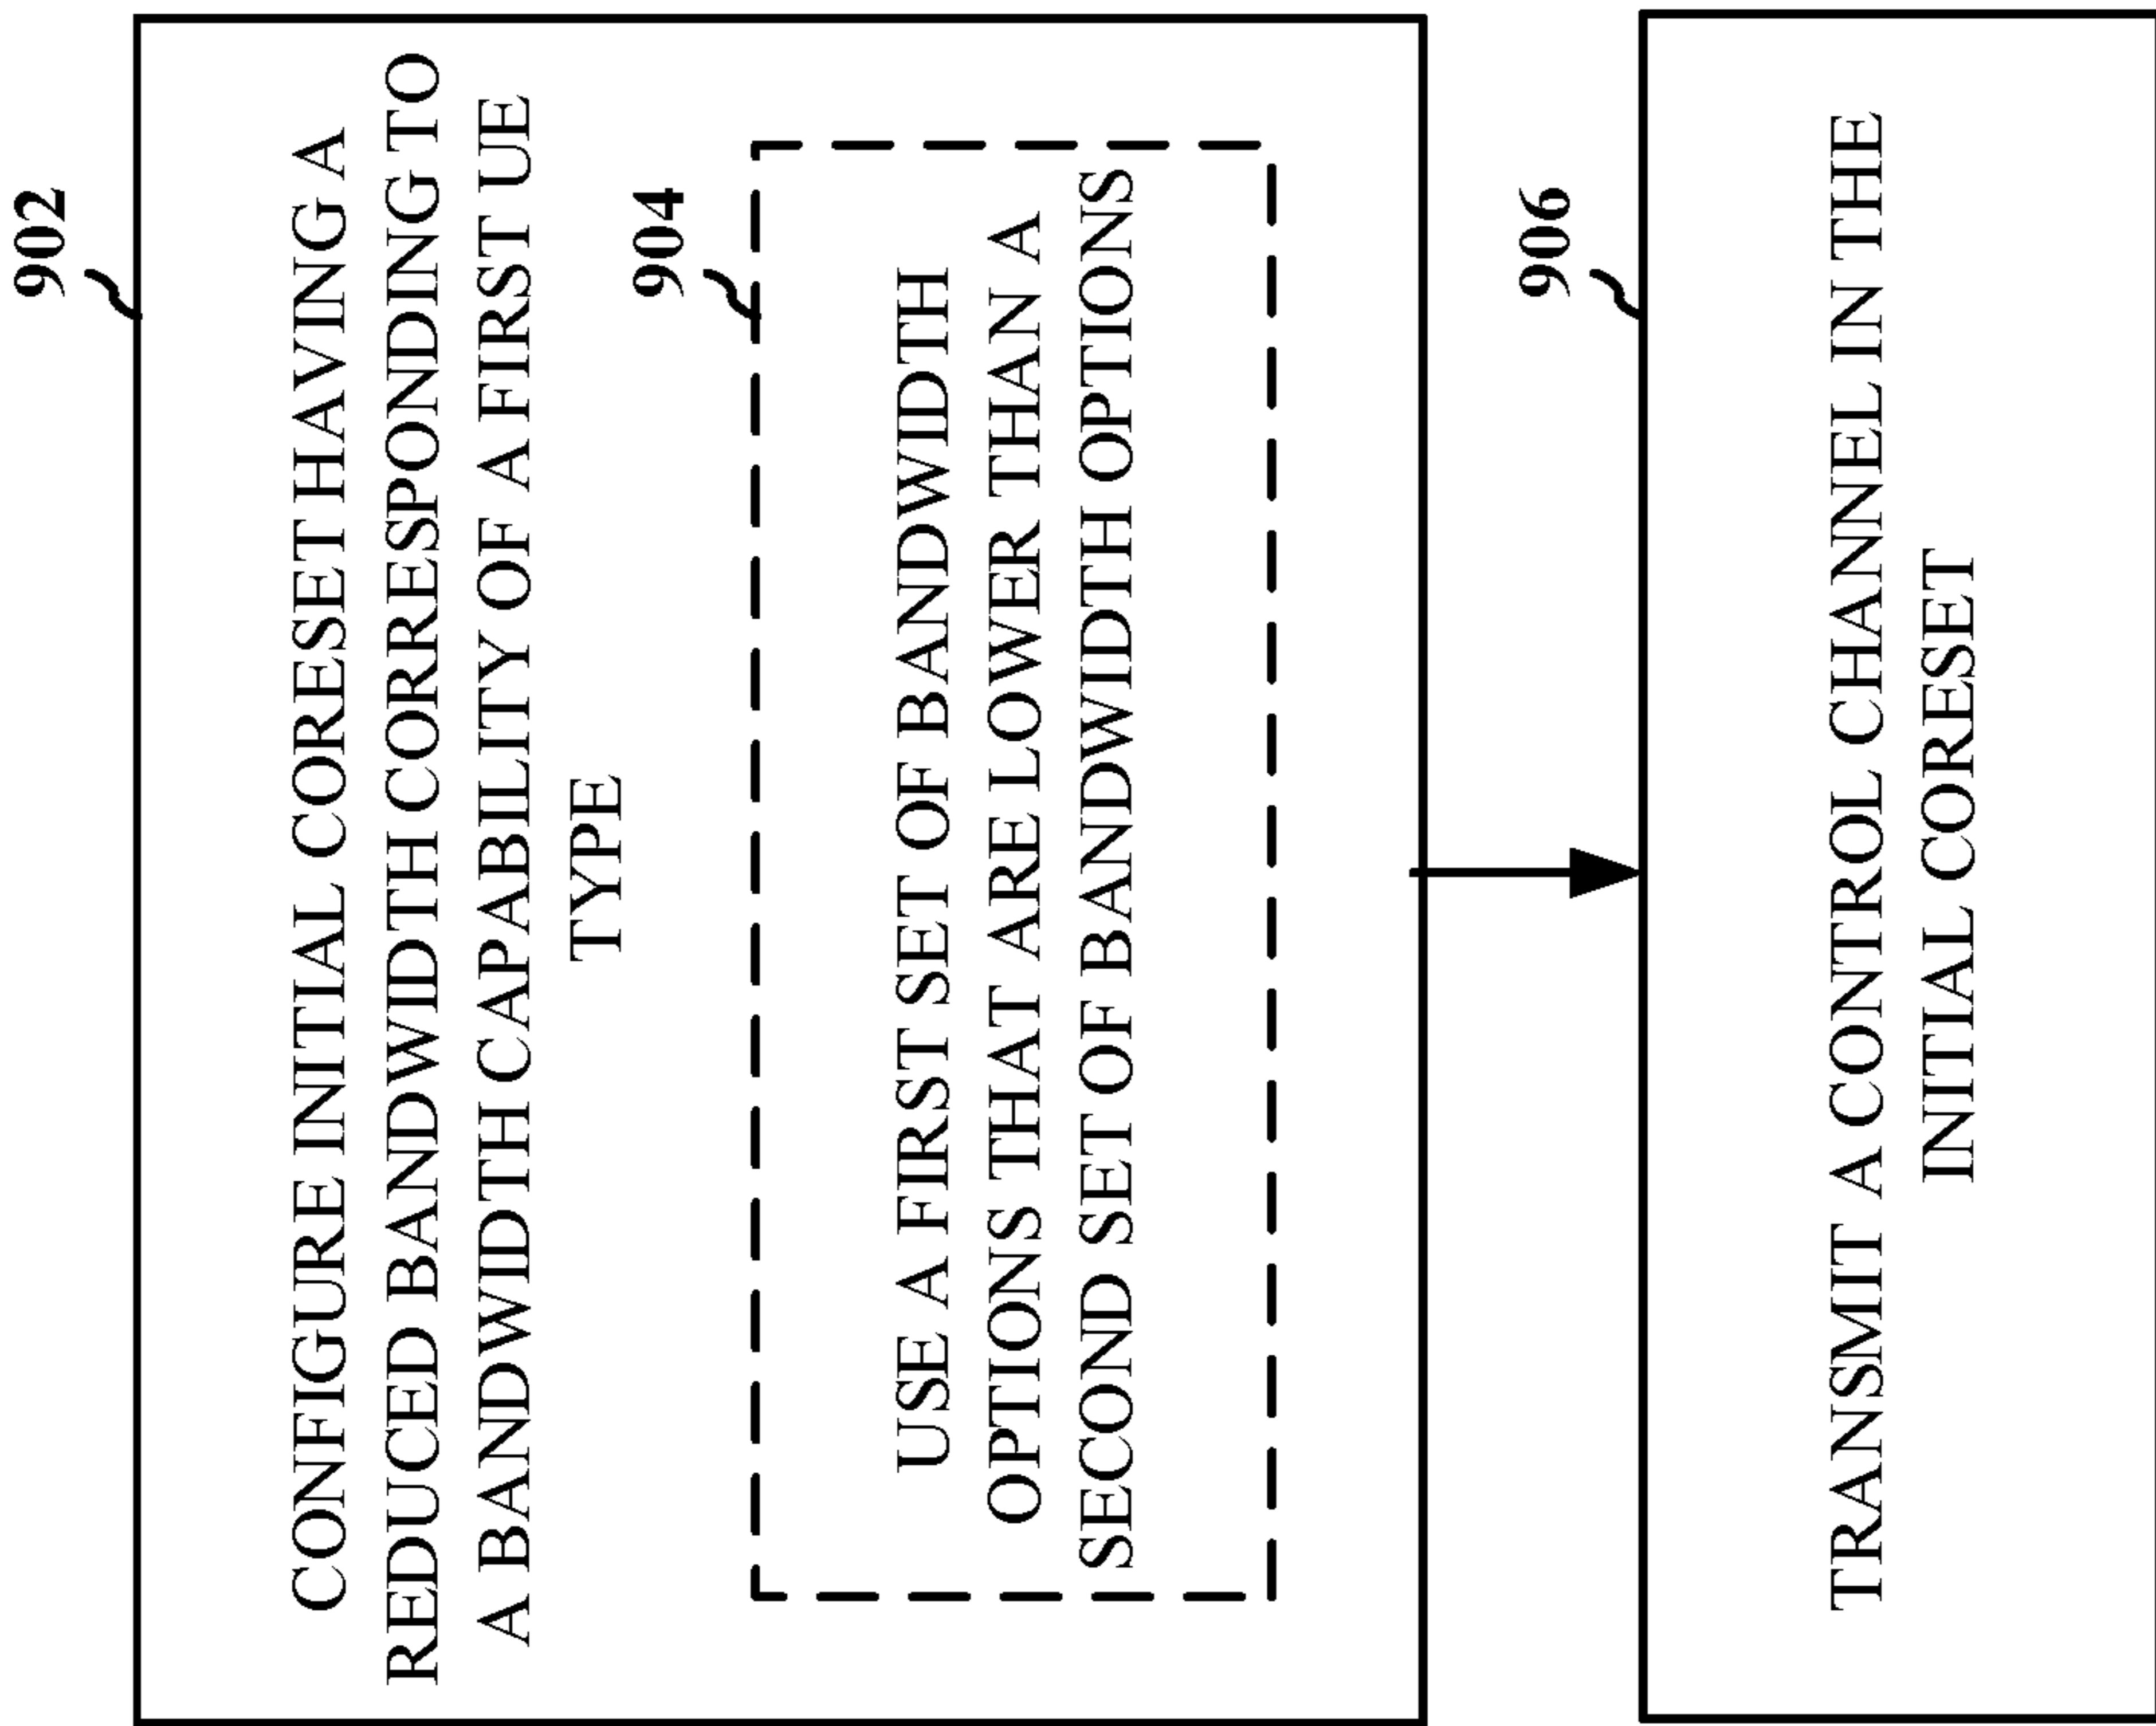 902
CONFIGURE INITIAL CORESET HAVING A
REDUCED BANDWIDTH CORRESPONDING TO
A BANDWIDTH CAPABILITY OF A FIRST UE
TYPE
904
USE A FIRST SET OF BANDWIDTH
OPTIONS THAT ARE LOWER THAN A
SECOND SET OF BANDWIDTH OPTIONS
906
TRANSMIT A CONTROL CHANNEL IN THE
INITIAL CORESET